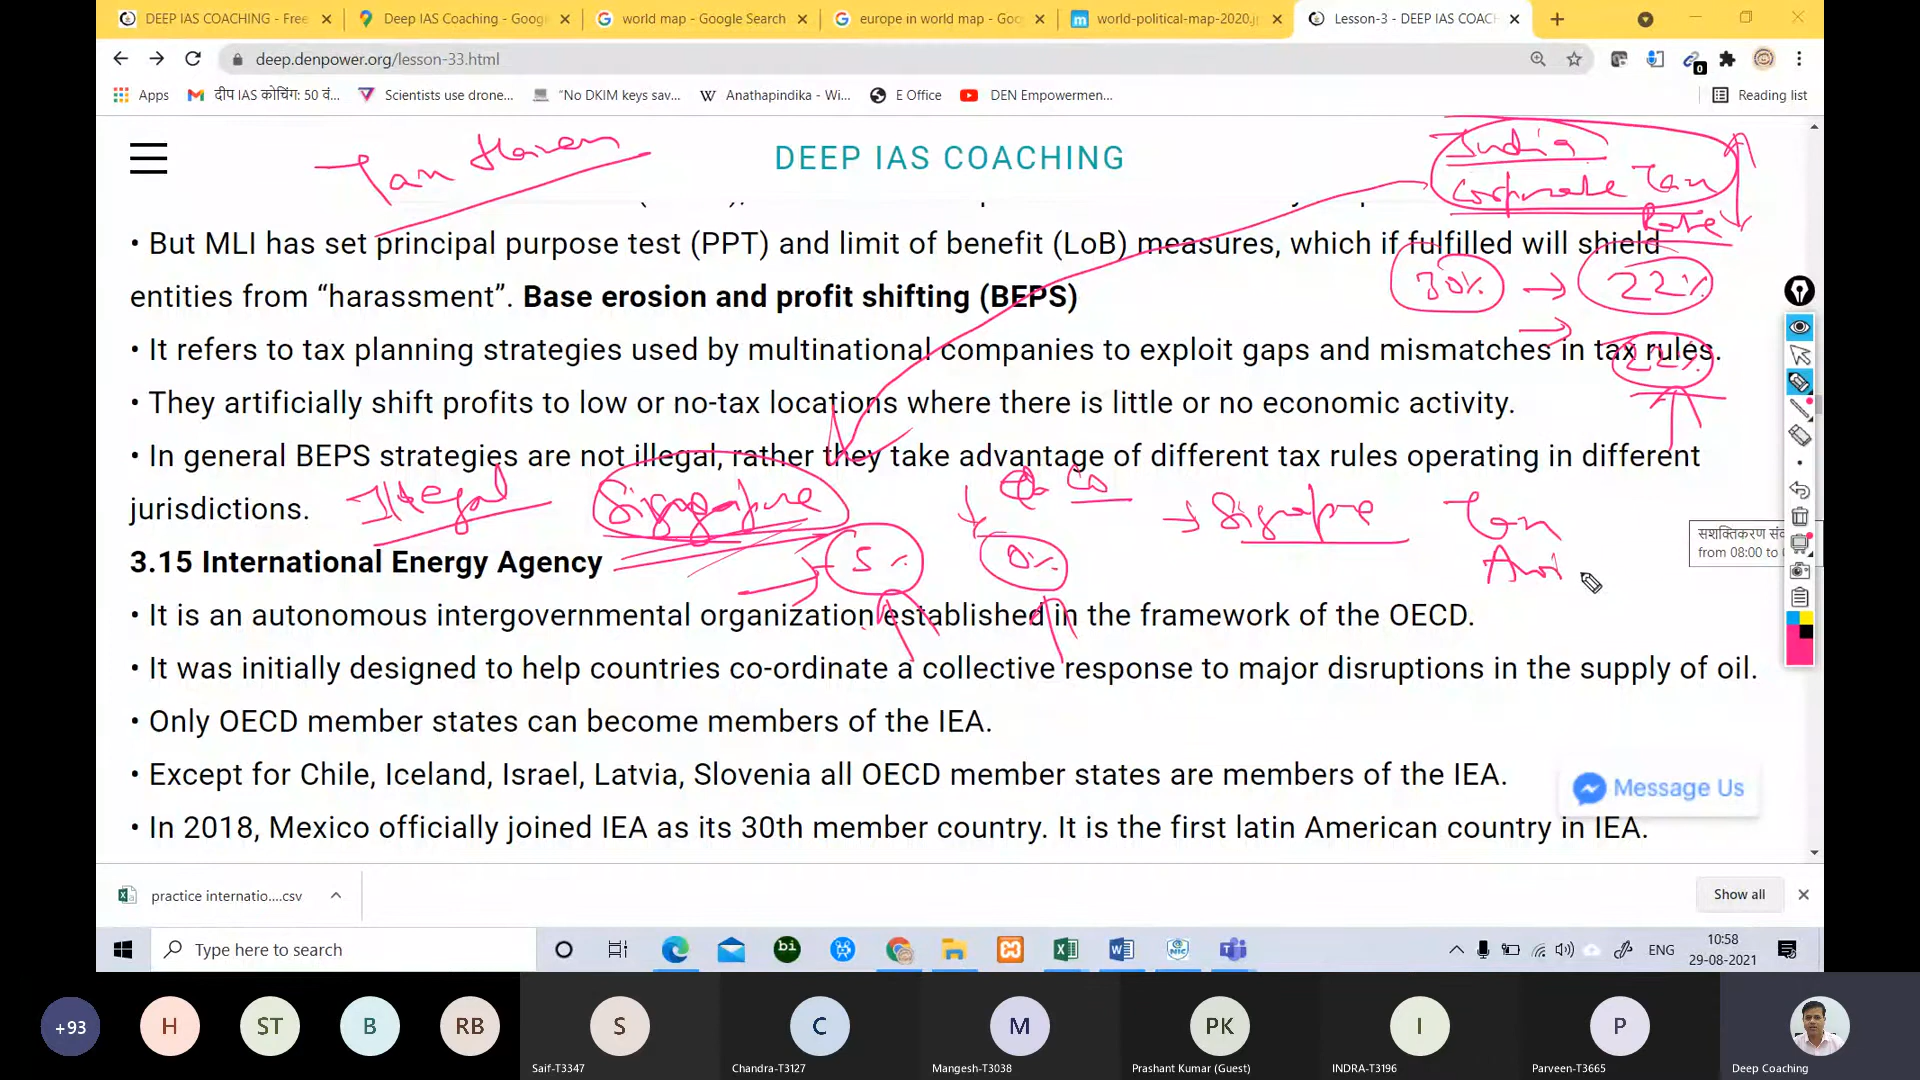 DEEP IAS COACHING - Free
Deep IAS Coaching - Googl
world map - Google Search
europe in world map - Goo
world-political-map-2020.j
Lesson-3 - DEEP IAS COACH
deep.denpower.org/lesson-33.html
Apps
दीप IAS कोचिंग: 50 वं...
Scientists use drone...
"No DKIM keys sav...
Anathapindika - Wi...
E Office
DEN Empowermen...
Reading list
0
Tax Haven
DEEP IAS COACHING
India
Corporate Tax
Rate
• But MLI has set principal purpose test (PPT) and limit of benefit (LoB) measures, which if fulfilled will shield
entities from “harassment”. Base erosion and profit shifting (BEPS)
30% → 22%
• It refers to tax planning strategies used by multinational companies to exploit gaps and mismatches in tax rules.
22%
• They artificially shift profits to low or no-tax locations where there is little or no economic activity.
• In general BEPS strategies are not illegal, rather they take advantage of different tax rules operating in different
jurisdictions.
Illegal
Singapore
Co
→ Singapore
Tax
5%
0%
Avoi
सशक्तिकरण सं
from 08:00 to
3.15 International Energy Agency
• It is an autonomous intergovernmental organization established in the framework of the OECD.
• It was initially designed to help countries co-ordinate a collective response to major disruptions in the supply of oil.
• Only OECD member states can become members of the IEA.
• Except for Chile, Iceland, Israel, Latvia, Slovenia all OECD member states are members of the IEA.
Message Us
• In 2018, Mexico officially joined IEA as its 30th member country. It is the first latin American country in IEA.
practice internatio....csv
Show all
Type here to search
bi
NIC
ENG
10:58
29-08-2021
+93
H
ST
B
RB
S
C
M
PK
I
P
Saif-T3347
Chandra-T3127
Mangesh-T3038
Prashant Kumar (Guest)
INDRA-T3196
Parveen-T3665
Deep Coaching